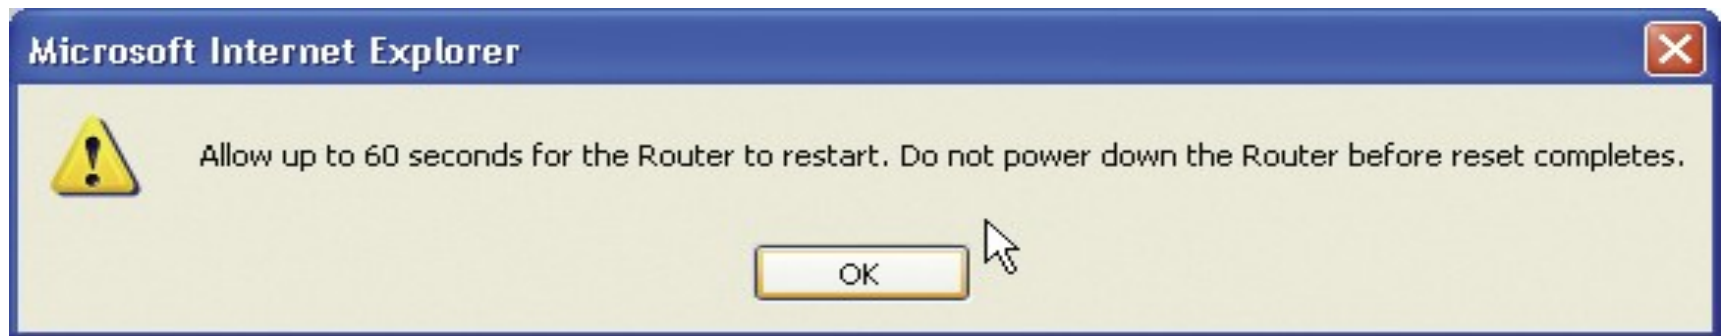 Microsoft Internet Explorer
Allow up to 60 seconds for the Router to restart. Do not power down the Router before reset completes.
OK